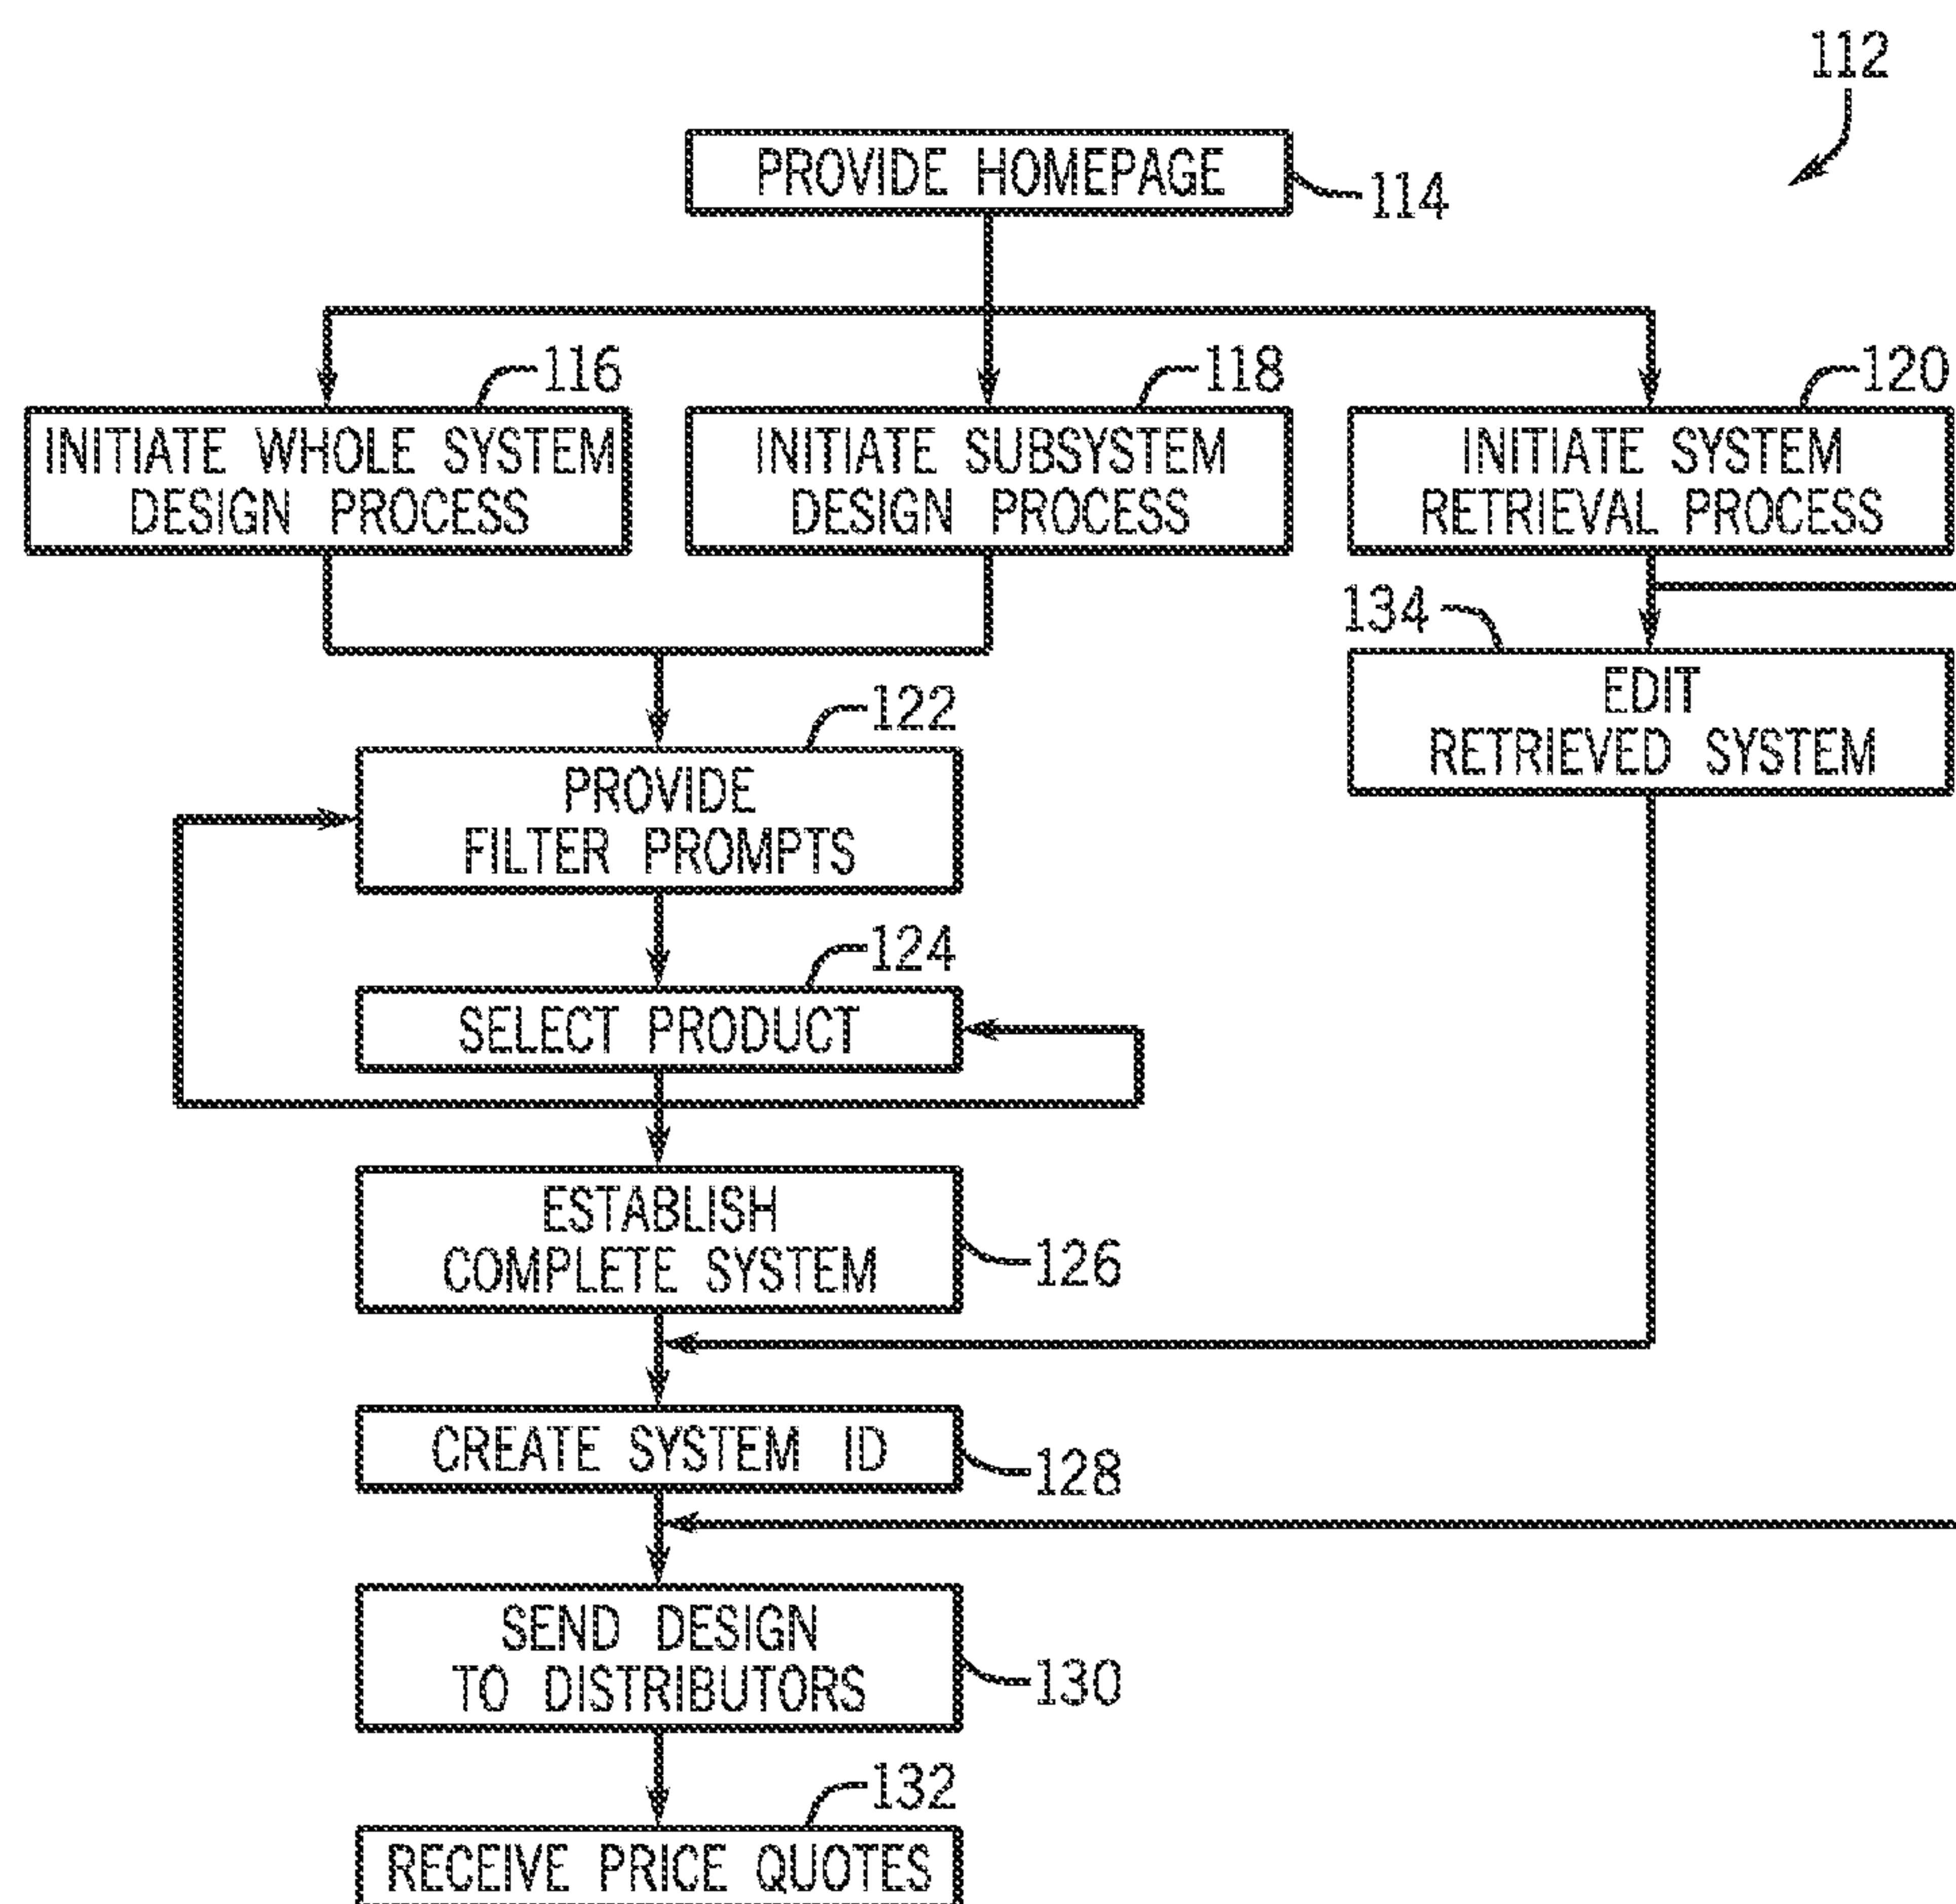 112
PROVIDE HOMEPAGE
114
116
118
120
INITIATE WHOLE SYSTEM
DESIGN PROCESS
INITIATE SUBSYSTEM
DESIGN PROCESS
INITIATE SYSTEM
RETRIEVAL PROCESS
134
EDIT
RETRIEVED SYSTEM
122
PROVIDE
FILTER PROMPTS
124
SELECT PRODUCT
ESTABLISH
COMPLETE SYSTEM
126
CREATE SYSTEM ID
128
SEND DESIGN
TO DISTRIBUTORS
130
132
RECEIVE PRICE QUOTES